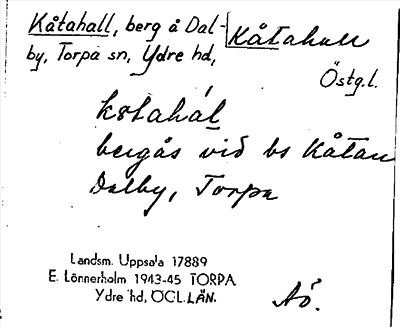 Kåtahall, berg å Dal-
by, Torpa sn, Ydre hd,
Kåtahall
Östg.l.
kotahál
bergås vid bs Kåtan
Dalby, Torpa
Landsm. Uppsala 17889
E. Lönnerholm 1943-45 TORPA
Ydre hd, ÖGL. LÄN.
Aö.